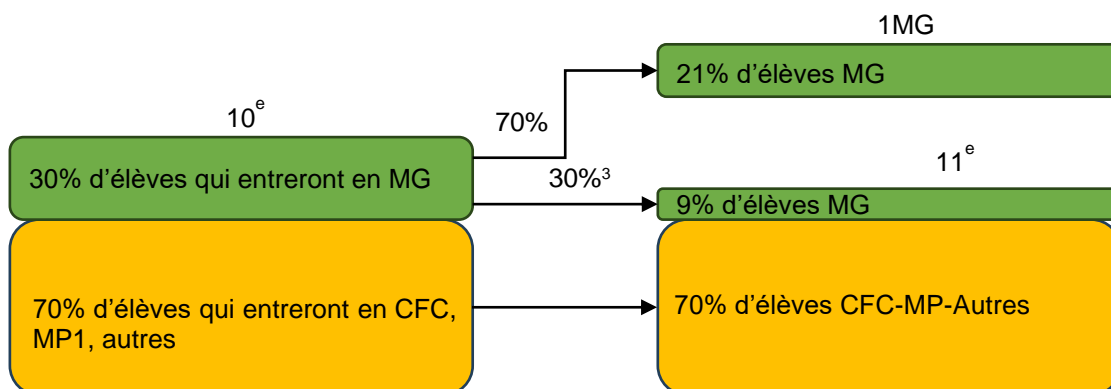 1MG
21% d’élèves MG
10e
70%
30% d’élèves qui entreront en MG
30%3
11e
9% d’élèves MG
70% d’élèves qui entreront en CFC,
MP1, autres
70% d’élèves CFC-MP-Autres